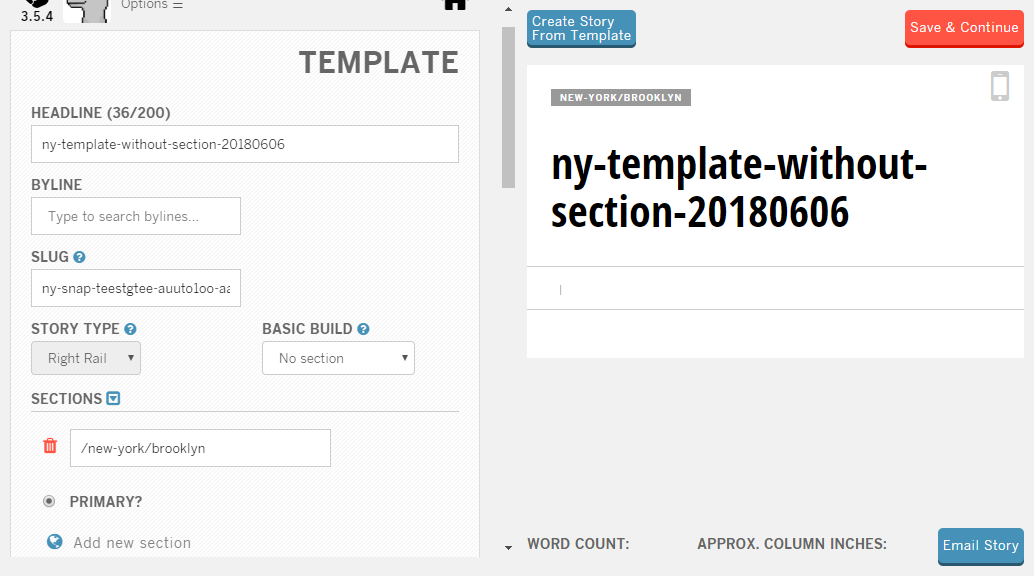 3.5.4
Options
TEMPLATE
HEADLINE (36/200)
ny-template-without-section-20180606
BYLINE
Type to search bylines...
SLUG
ny-snap-teestgtee-auuto1oo-aa
STORY TYPE
BASIC BUILD
Right Rail
No section
SECTIONS
/new-york/brooklyn
PRIMARY?
Add new section
Create Story
From Template
Save & Continue
NEW-YORK/BROOKLYN
ny-template-without-
section-20180606
WORD COUNT:
APPROX. COLUMN INCHES:
Email Story